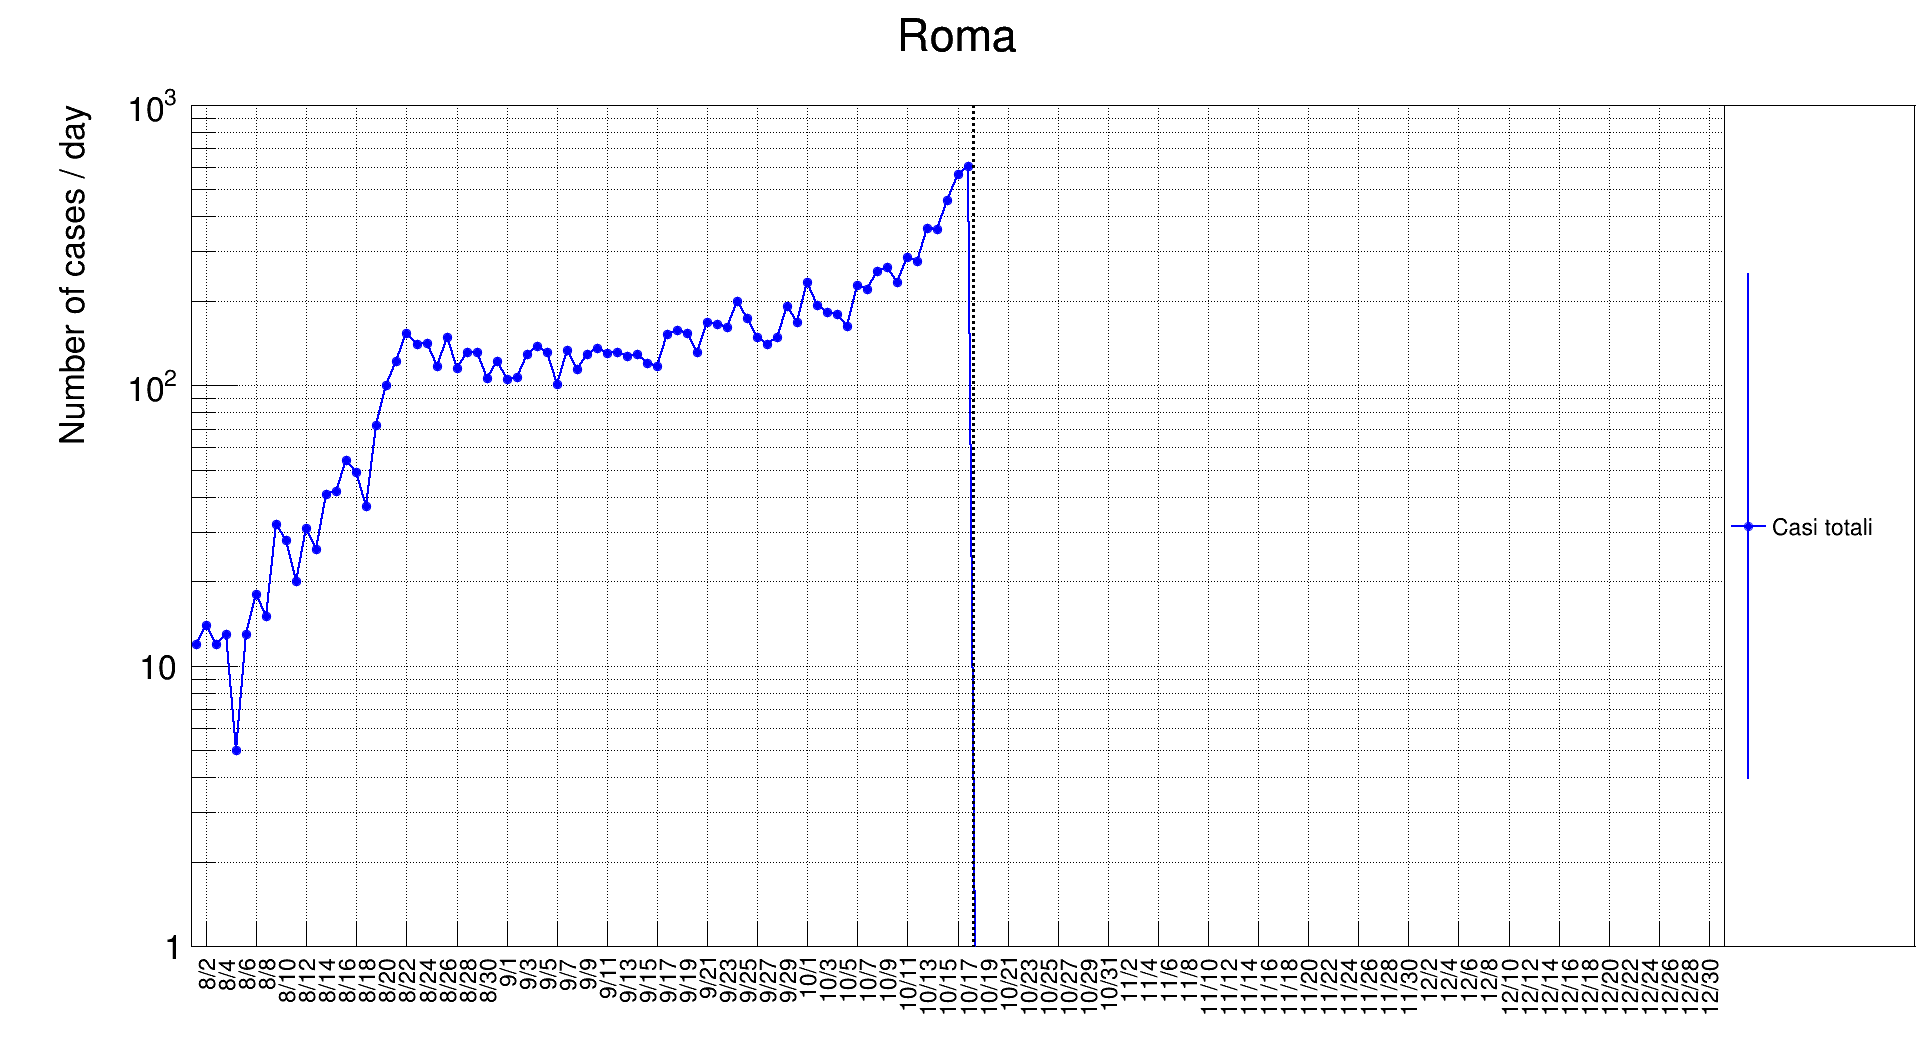 Roma
Number of cases / day
10³
10²
10
1
8/2 8/4 8/6 8/8 8/10 8/12 8/14 8/16 8/18 8/20 8/22 8/24 8/26 8/28 8/30 9/1 9/3 9/5 9/7 9/9 9/11 9/13 9/15 9/17 9/19 9/21 9/23 9/25 9/27 9/29 10/1 10/3 10/5 10/7 10/9 10/11 10/13 10/15 10/17 10/19 10/21 10/23 10/25 10/27 10/29 10/31 11/2 11/4 11/6 11/8 11/10 11/12 11/14 11/16 11/18 11/20 11/22 11/24 11/26 11/28 11/30 12/2 12/4 12/6 12/8 12/10 12/12 12/14 12/16 12/18 12/20 12/22 12/24 12/26 12/28 12/30
Casi totali